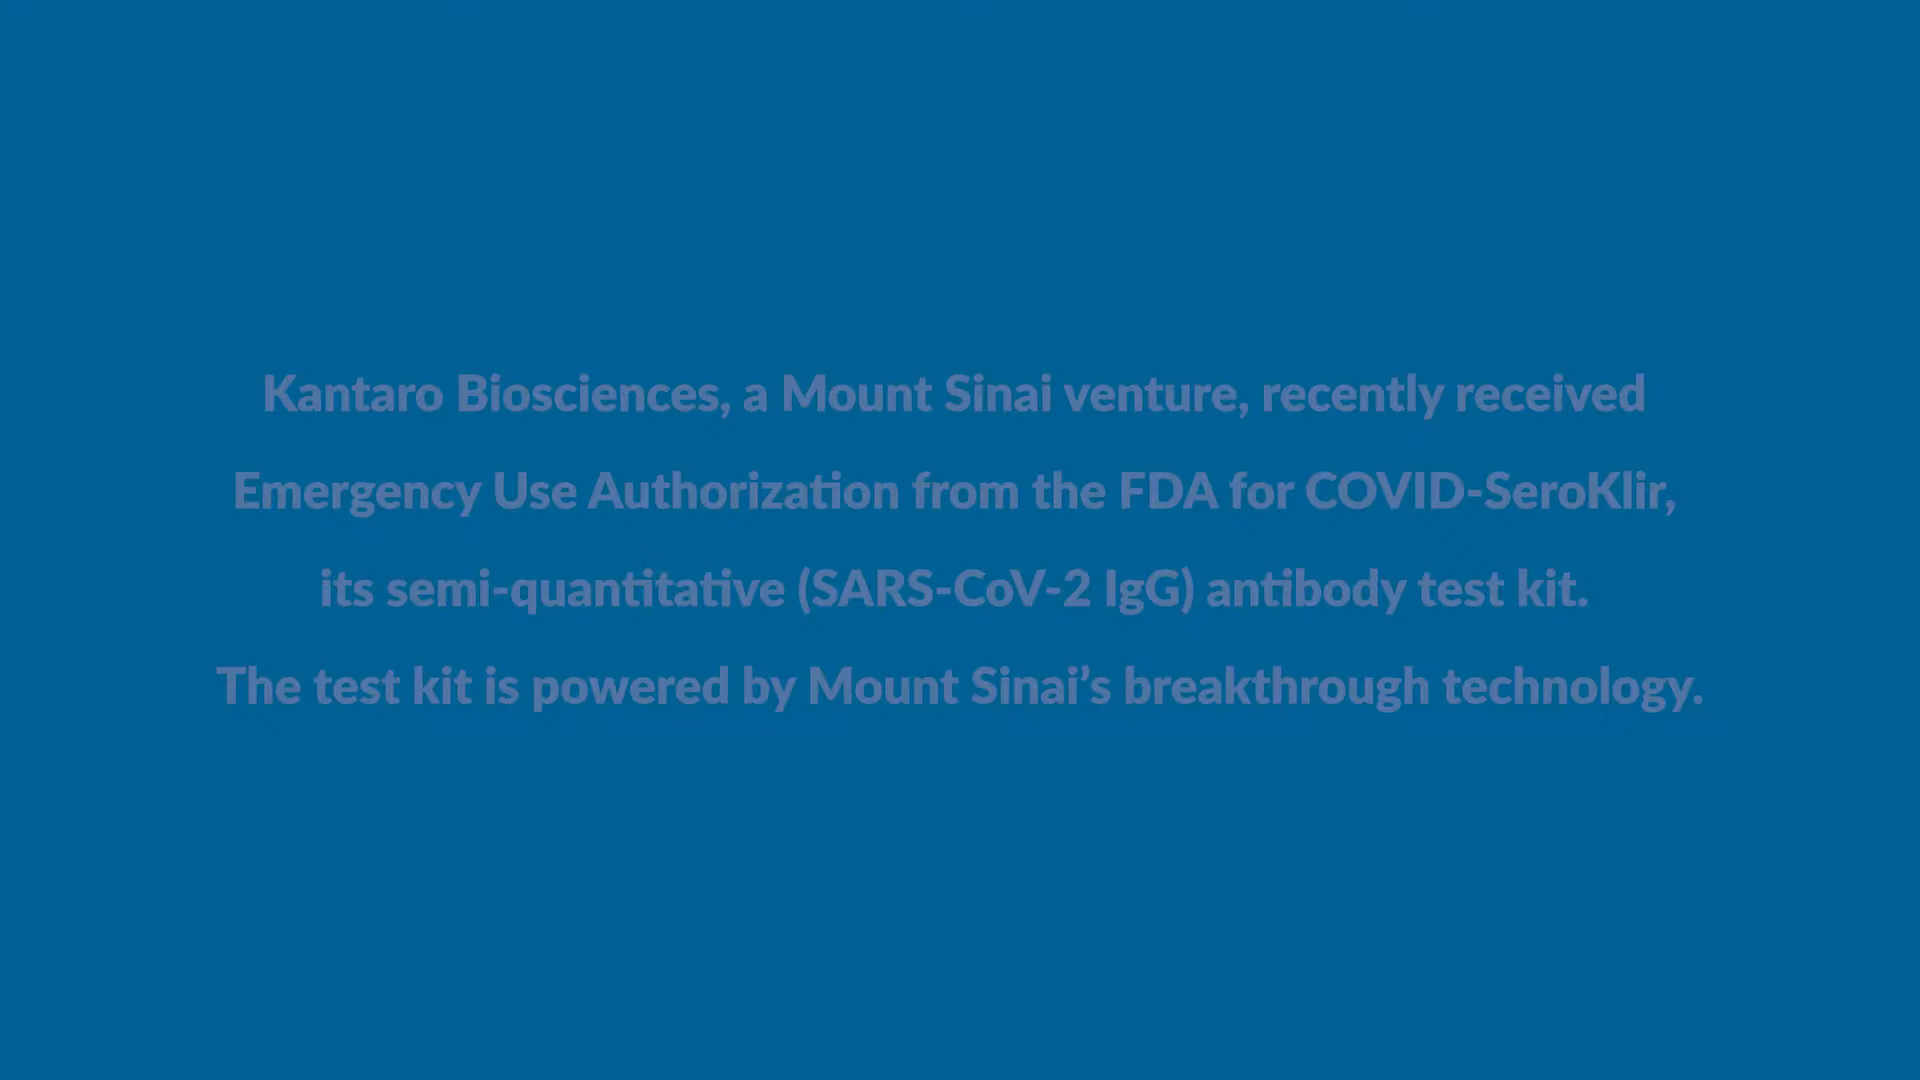 Kantaro Biosciences, a Mount Sinai venture, recently received
Emergency Use Authorization from the FDA for COVID-SeroKlir,
its semi-quantitative (SARS-CoV-2 IgG) antibody test kit.
The test kit is powered by Mount Sinai’s breakthrough technology.